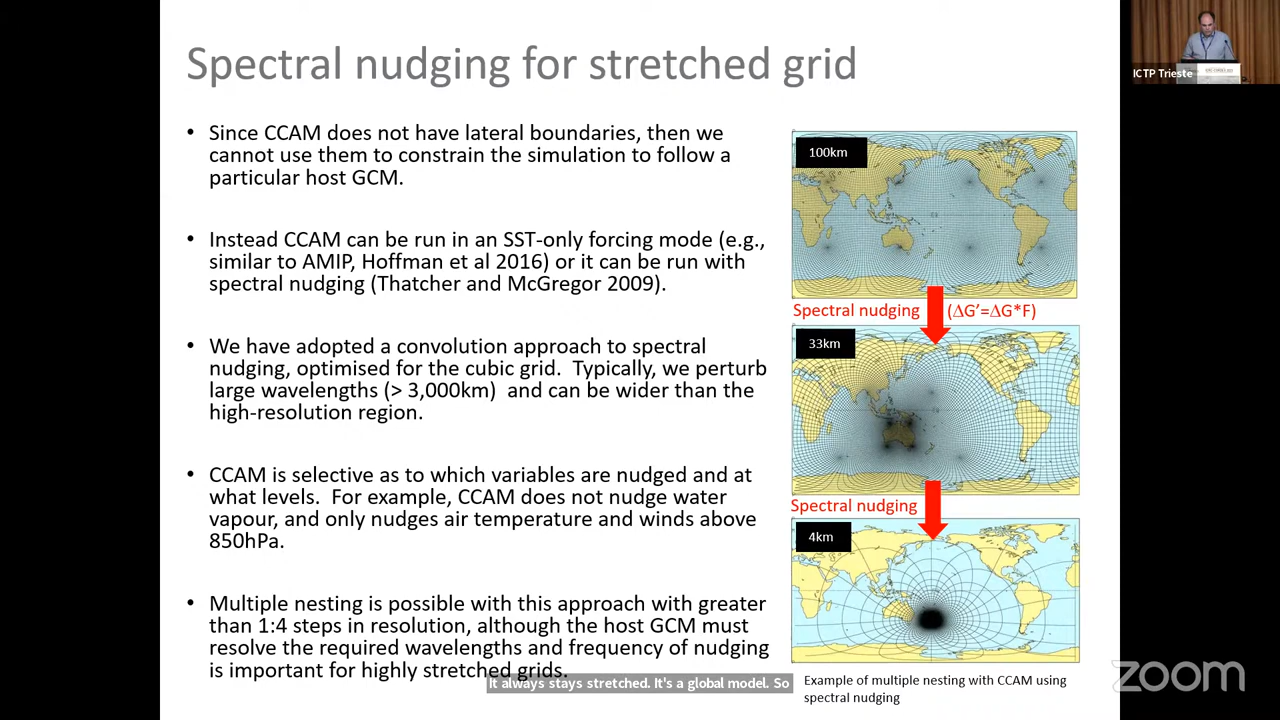 Spectral nudging for stretched grid
• Since CCAM does not have lateral boundaries, then we
cannot use them to constrain the simulation to follow a
particular host GCM.
• Instead CCAM can be run in an SST-only forcing mode (e.g.,
similar to AMIP, Hoffman et al 2016) or it can be run with
spectral nudging (Thatcher and McGregor 2009).
• We have adopted a convolution approach to spectral
nudging, optimised for the cubic grid. Typically, we perturb
large wavelengths (> 3,000km) and can be wider than the
high-resolution region.
• CCAM is selective as to which variables are nudged and at
what levels. For example, CCAM does not nudge water
vapour, and only nudges air temperature and winds above
850hPa.
• Multiple nesting is possible with this approach with greater
than 1:4 steps in resolution, although the host GCM must
resolve the required wavelengths and frequency of nudging
is important for highly stretched grids.
100km
Spectral nudging (ΔG'=ΔG*F)
33km
Spectral nudging
4km
Example of multiple nesting with CCAM using
spectral nudging
It always stays stretched. It's a global model. So
ICTP Trieste
zoom